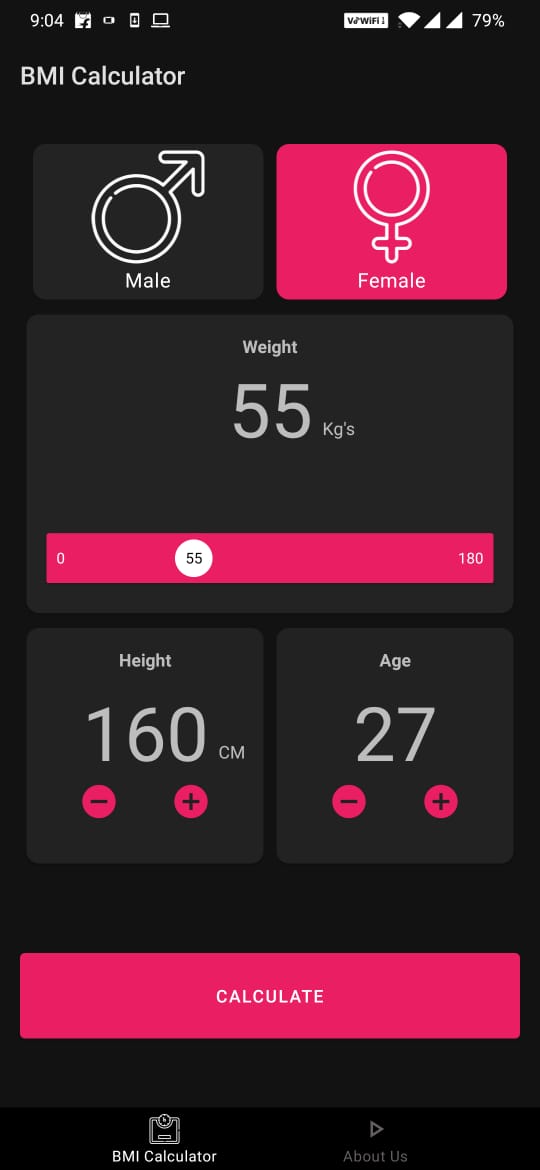 9:04
VoWiFi 79%
BMI Calculator
Male
Female
Weight
55 Kg's
0 55 180
Height
160 CM
Age
27
CALCULATE
BMI Calculator
About Us